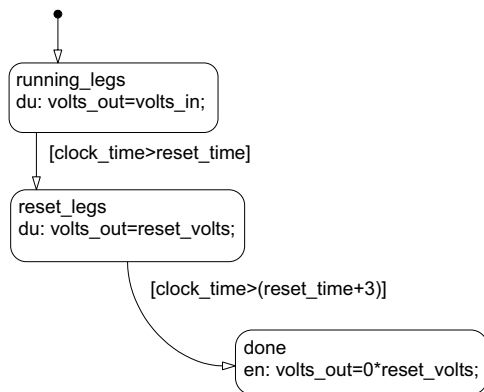 running_legs
du: volts_out=volts_in;
[clock_time>reset_time]
reset_legs
du: volts_out=reset_volts;
[clock_time>(reset_time+3)]
done
en: volts_out=0*reset_volts;